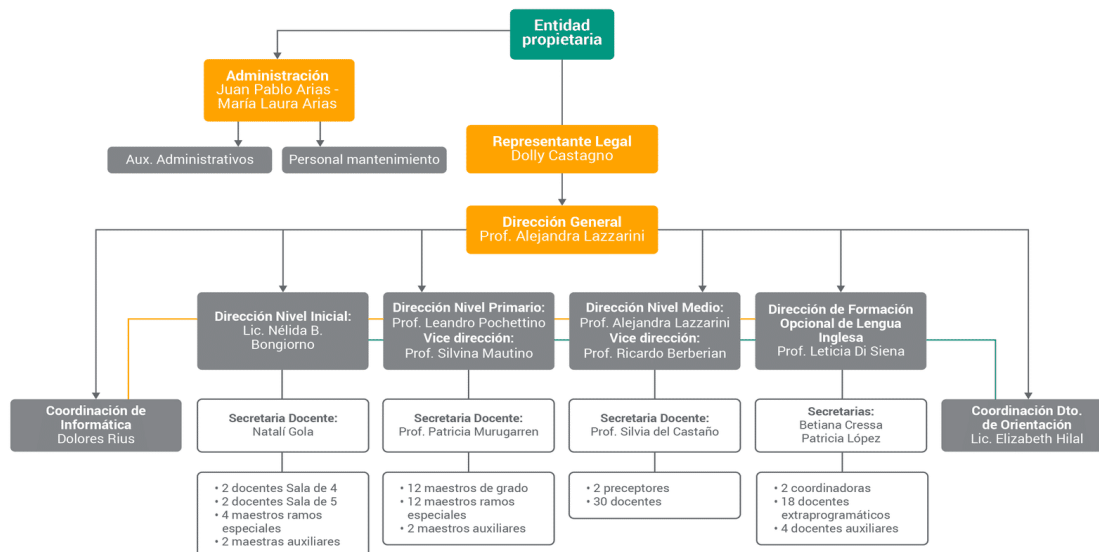 Entidad
propietaria
Administración
Juan Pablo Arias -
María Laura Arias
Aux. Administrativos
Personal mantenimiento
Representante Legal
Dolly Castagno
Dirección General
Prof. Alejandra Lazzarini
Dirección Nivel Inicial:
Lic. Nélida B.
Bongiorno
Dirección Nivel Primario:
Prof. Leandro Pochettino
Vice dirección:
Prof. Silvina Mautino
Dirección Nivel Medio:
Prof. Alejandra Lazzarini
Vice dirección:
Prof. Ricardo Berberian
Dirección de Formación
Opcional de Lengua
Inglesa
Prof. Leticia Di Siena
Coordinación de
Informática
Dolores Rius
Secretaria Docente:
Natalí Gola
Secretaria Docente:
Prof. Patricia Murugarren
Secretaria Docente:
Prof. Silvia del Castaño
Secretarias:
Betiana Cressa
Patricia López
Coordinación Dto.
de Orientación
Lic. Elizabeth Hilal
• 2 docentes Sala de 4
• 2 docentes Sala de 5
• 4 maestros ramos
especiales
• 2 maestras auxiliares
• 12 maestros de grado
• 12 maestros ramos
especiales
• 2 maestros auxiliares
• 2 preceptores
• 30 docentes
• 2 coordinadoras
• 18 docentes
extraprogramáticos
• 4 docentes auxiliares